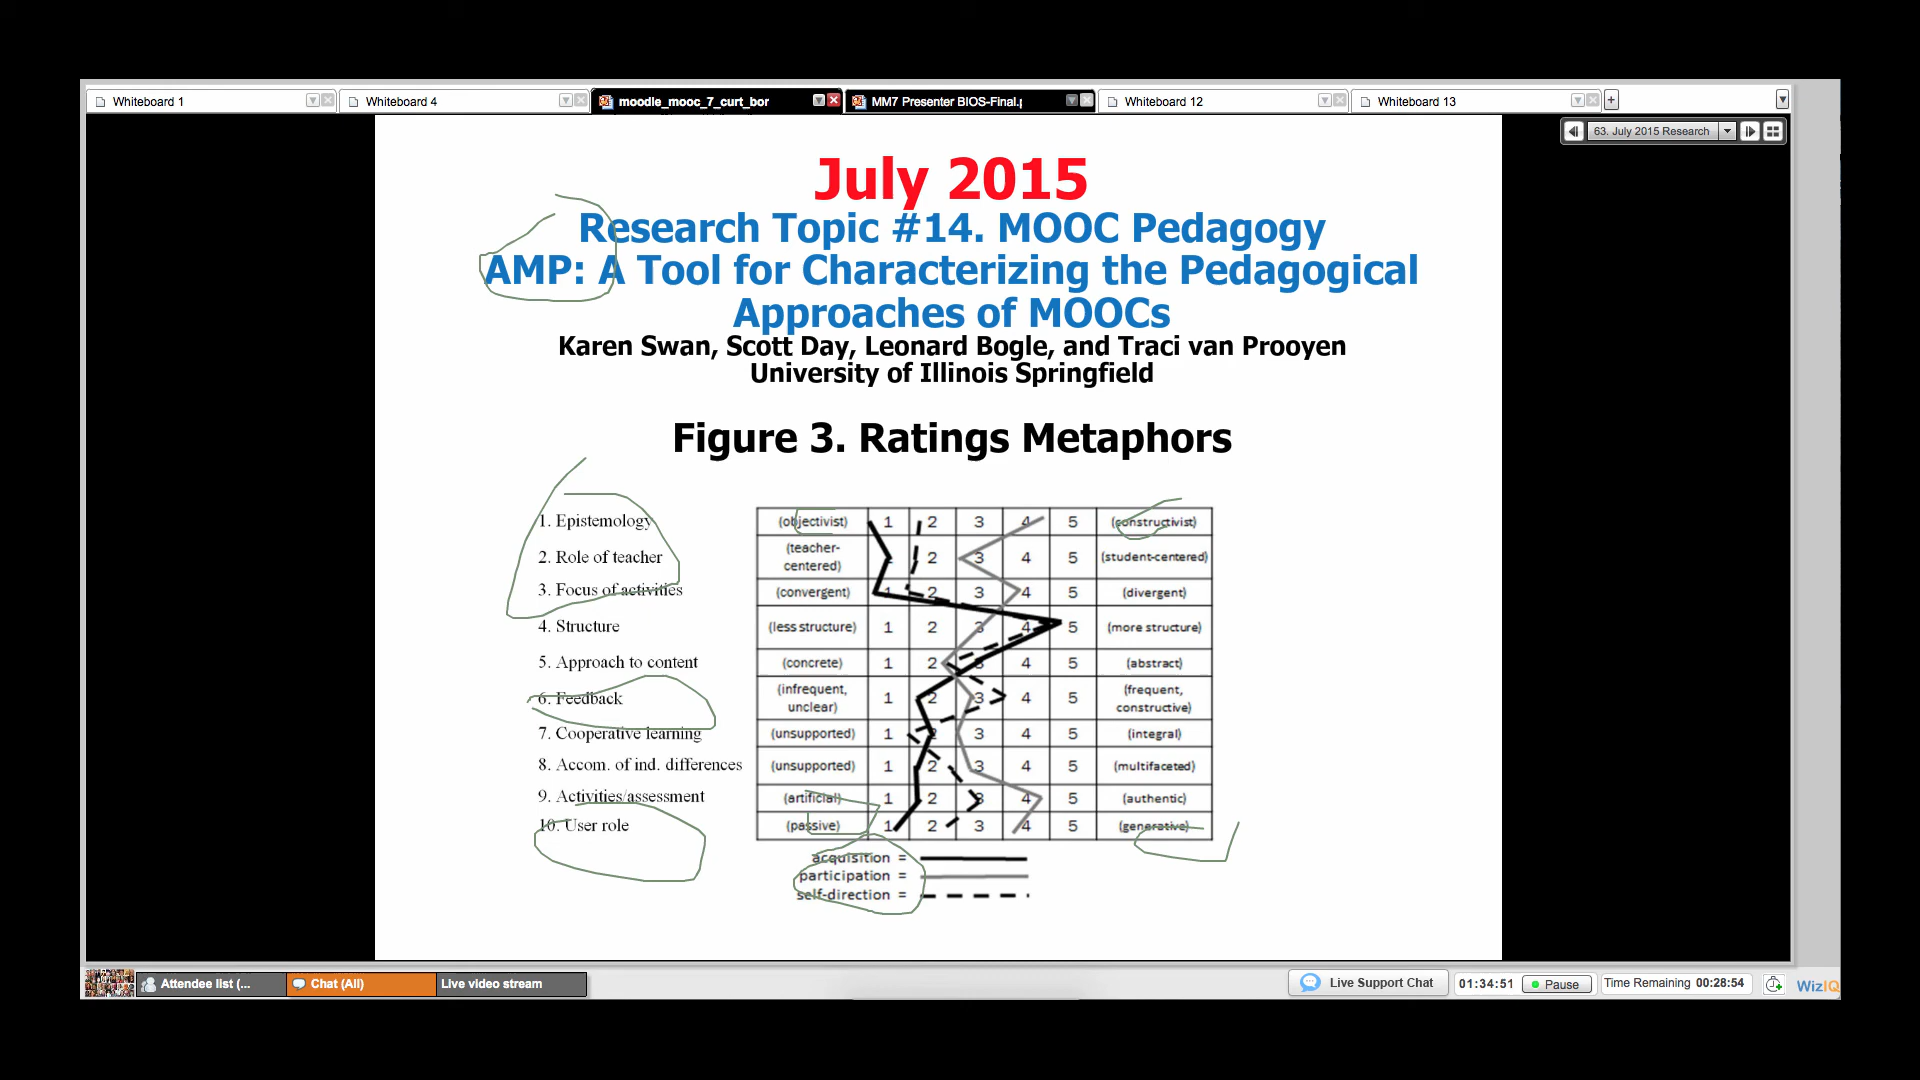 Whiteboard 1
Whiteboard 4
moodle_mooc_7_curt_bor
MM7 Presenter BIOS-Final.p
Whiteboard 12
Whiteboard 13
63. July 2015 Research
July 2015
Research Topic #14. MOOC Pedagogy
AMP: A Tool for Characterizing the Pedagogical
Approaches of MOOCs
Karen Swan, Scott Day, Leonard Bogle, and Traci van Prooyen
University of Illinois Springfield
Figure 3. Ratings Metaphors
1. Epistemology (objectivist) 1 2 3 4 5 (constructivist)
2. Role of teacher (teacher-centered) 2 3 4 5 (student-centered)
3. Focus of activities (convergent) 1 2 3 4 5 (divergent)
4. Structure (less structure) 1 2 3 4 5 (more structure)
5. Approach to content (concrete) 1 2 3 4 5 (abstract)
6. Feedback (infrequent, unclear) 1 2 3 4 5 (frequent, constructive)
7. Cooperative learning (unsupported) 1 2 3 4 5 (integral)
8. Accom. of ind. differences (unsupported) 1 2 3 4 5 (multifaceted)
9. Activities/assessment (artificial) 1 2 3 4 5 (authentic)
10. User role (passive) 1 2 3 4 5 (generative)
acquisition =
participation =
self-direction =
Attendee list (...
Chat (All)
Live video stream
Live Support Chat
01:34:51
Pause
Time Remaining 00:28:54
WizIQ